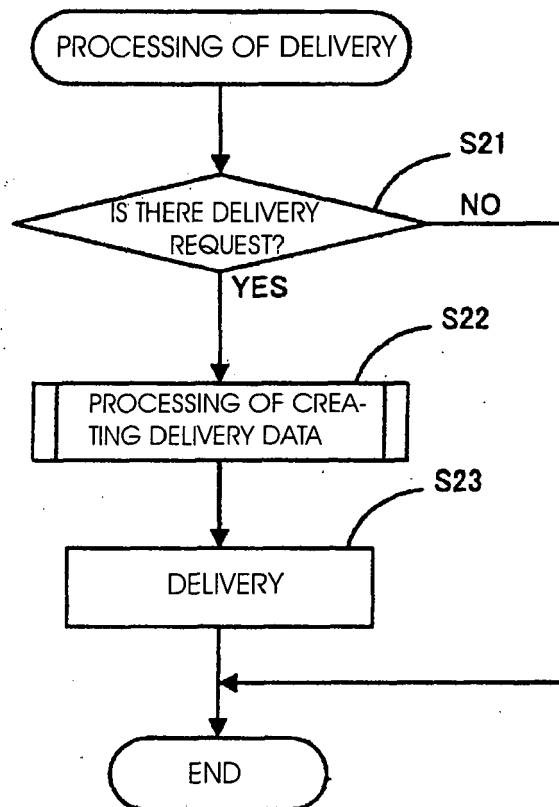 PROCESSING OF DELIVERY
S21
IS THERE DELIVERY
REQUEST?
NO
YES
S22
PROCESSING OF CREA-
TING DELIVERY DATA
S23
DELIVERY
END